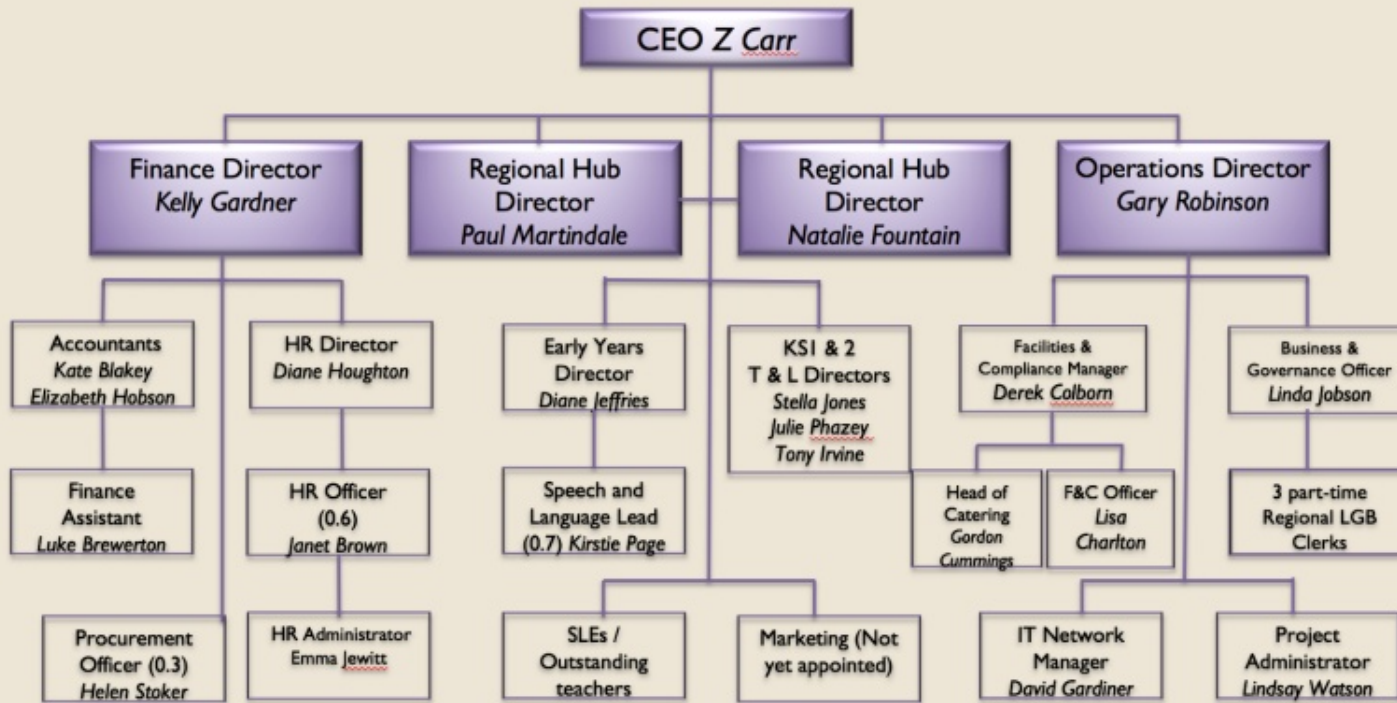 CEO Z Carr
Finance Director
Kelly Gardner
Regional Hub
Director
Paul Martindale
Regional Hub
Director
Natalie Fountain
Operations Director
Gary Robinson
Accountants
Kate Blakey
Elizabeth Hobson
HR Director
Diane Houghton
Early Years
Director
Diane Jeffries
KS1 & 2
T & L Directors
Stella Jones
Julie Phazey
Tony Irvine
Facilities &
Compliance Manager
Derek Colborn
Business &
Governance Officer
Linda Jobson
Finance
Assistant
Luke Brewerton
HR Officer
(0.6)
Janet Brown
Speech and
Language Lead
(0.7) Kirstie Page
Head of
Catering
Gordon
Cummings
F&C Officer
Lisa
Charlton
3 part-time
Regional LGB
Clerks
Procurement
Officer (0.3)
Helen Stoker
HR Administrator
Emma Jewitt
SLEs /
Outstanding
teachers
Marketing (Not
yet appointed)
IT Network
Manager
David Gardiner
Project
Administrator
Lindsay Watson